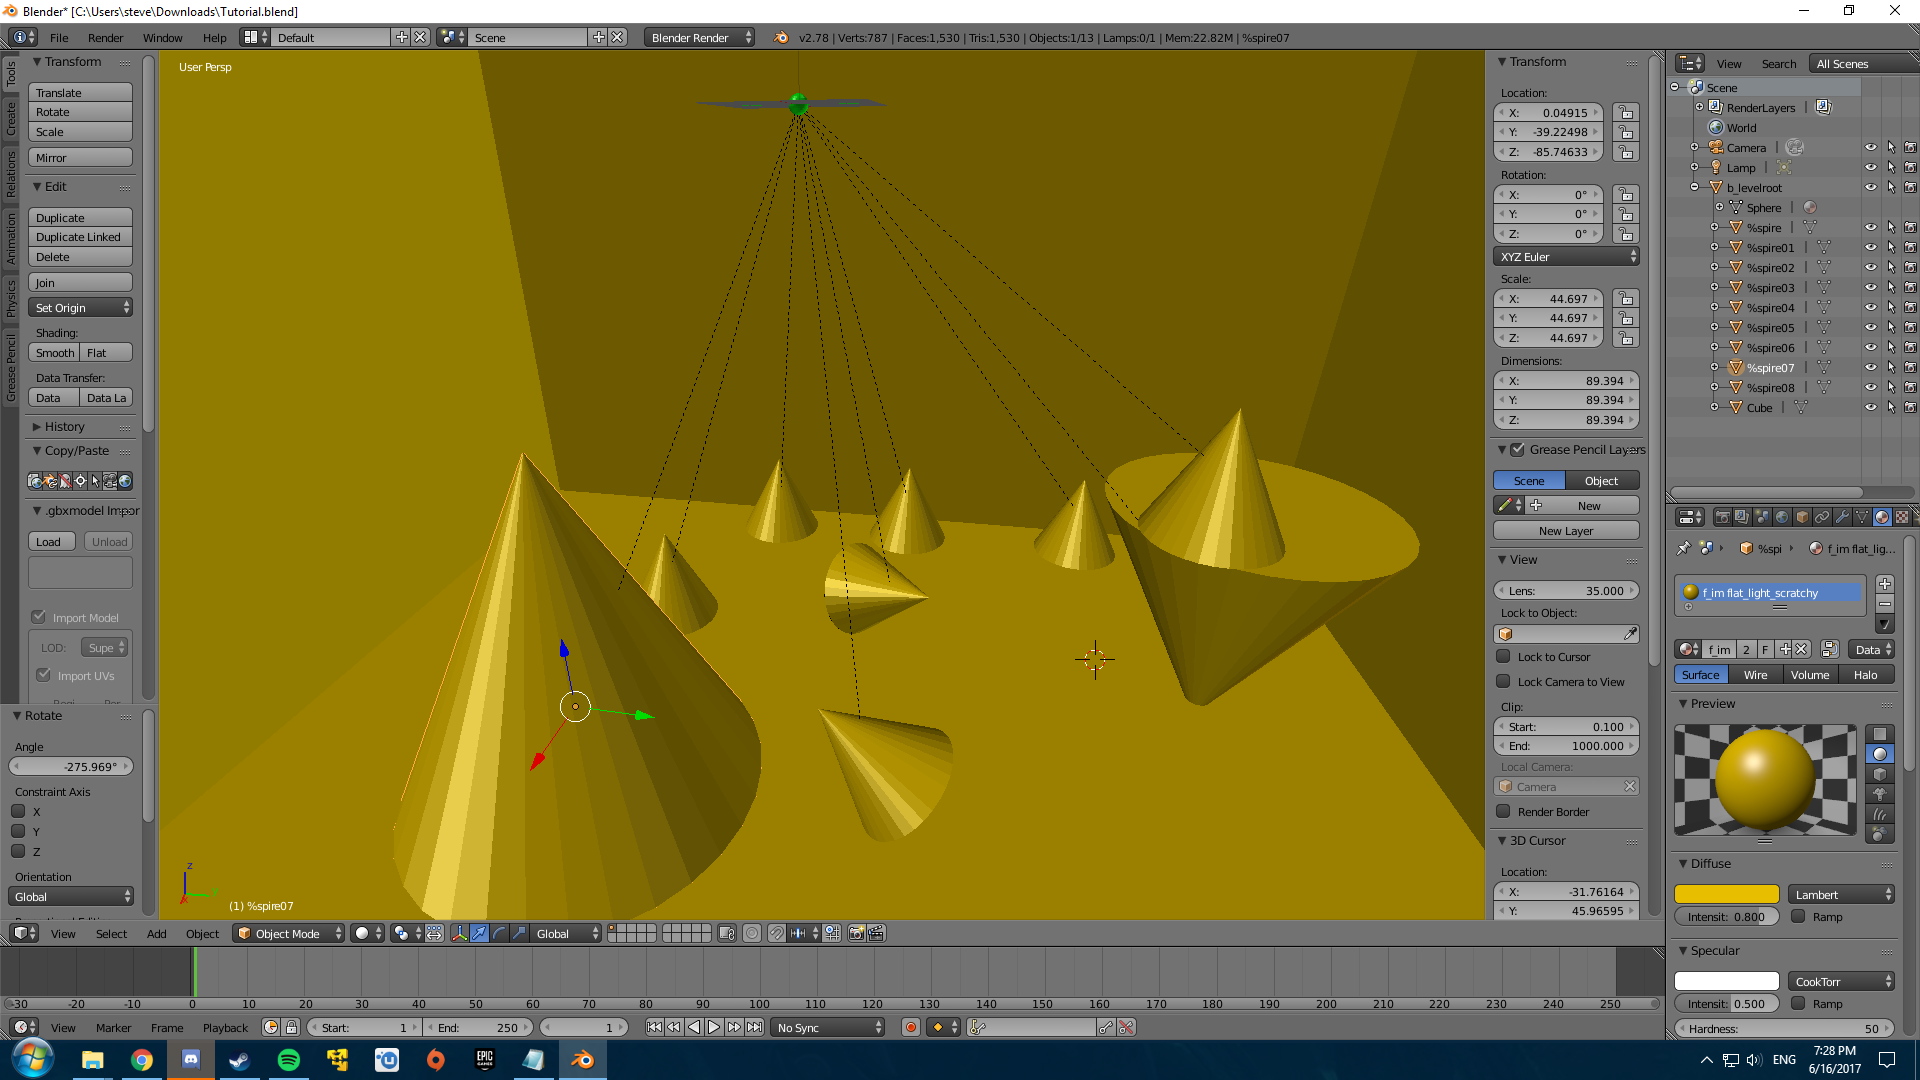 Blender* [C:\Users\steve\Downloads\Tutorial.blend]
File Render Window Help Default Scene Blender Render v2.78 | Verts:787 | Faces:1,530 | Tris:1,530 | Objects:1/13 | Lamps:0/1 | Mem:22.82M | %spire07
Tools
Create
Relations
Animation
Physics
Grease Pencil
Transform
Translate
Rotate
Scale
Mirror
Edit
Duplicate
Duplicate Linked
Delete
Join
Set Origin
Shading:
Smooth Flat
Data Transfer:
Data Data La
History
Copy/Paste
.gbxmodel Impor
Load Unload
Import Model
LOD: Supe
Import UVs
Rotate
Angle
-275.969°
Constraint Axis
X
Y
Z
Orientation
Global
User Persp
z
(1) %spire07
Transform
Location:
X: 0.04915
Y: -39.22498
Z: -85.74633
Rotation:
X: 0°
Y: 0°
Z: 0°
XYZ Euler
Scale:
X: 44.697
Y: 44.697
Z: 44.697
Dimensions:
X: 89.394
Y: 89.394
Z: 89.394
Grease Pencil Layers
Scene Object
New
New Layer
View
Lens: 35.000
Lock to Object:
Lock to Cursor
Lock Camera to View
Clip:
Start: 0.100
End: 1000.000
Local Camera:
Camera
Render Border
3D Cursor
Location:
X: -31.76164
Y: 45.96595
View Search All Scenes
Scene
RenderLayers
World
Camera
Lamp
b_levelroot
Sphere
%spire
%spire01
%spire02
%spire03
%spire04
%spire05
%spire06
%spire07
%spire08
Cube
%spi f_im flat_lig...
f_im flat_light_scratchy
f_im 2 F Data
Surface Wire Volume Halo
Preview
Diffuse
Lambert
Intensit: 0.800 Ramp
Specular
CookTorr
Intensit: 0.500 Ramp
Hardness: 50
View Select Add Object Object Mode Global
-30 -20 -10 0 10 20 30 40 50 60 70 80 90 100 110 120 130 140 150 160 170 180 190 200 210 220 230 240 250
View Marker Frame Playback Start: 1 End: 250 1 No Sync
EPIC GAMES
ENG
7:28 PM
6/16/2017